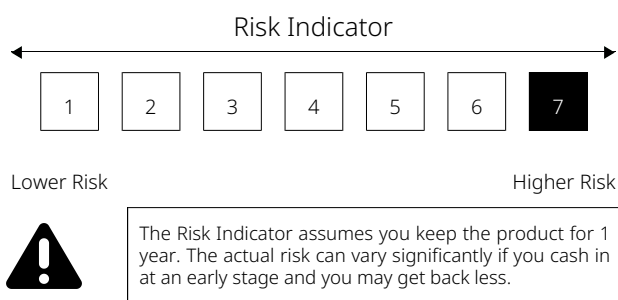 Risk Indicator
1 2 3 4 5 6 7
Lower Risk Higher Risk
The Risk Indicator assumes you keep the product for 1
year. The actual risk can vary significantly if you cash in
at an early stage and you may get back less.